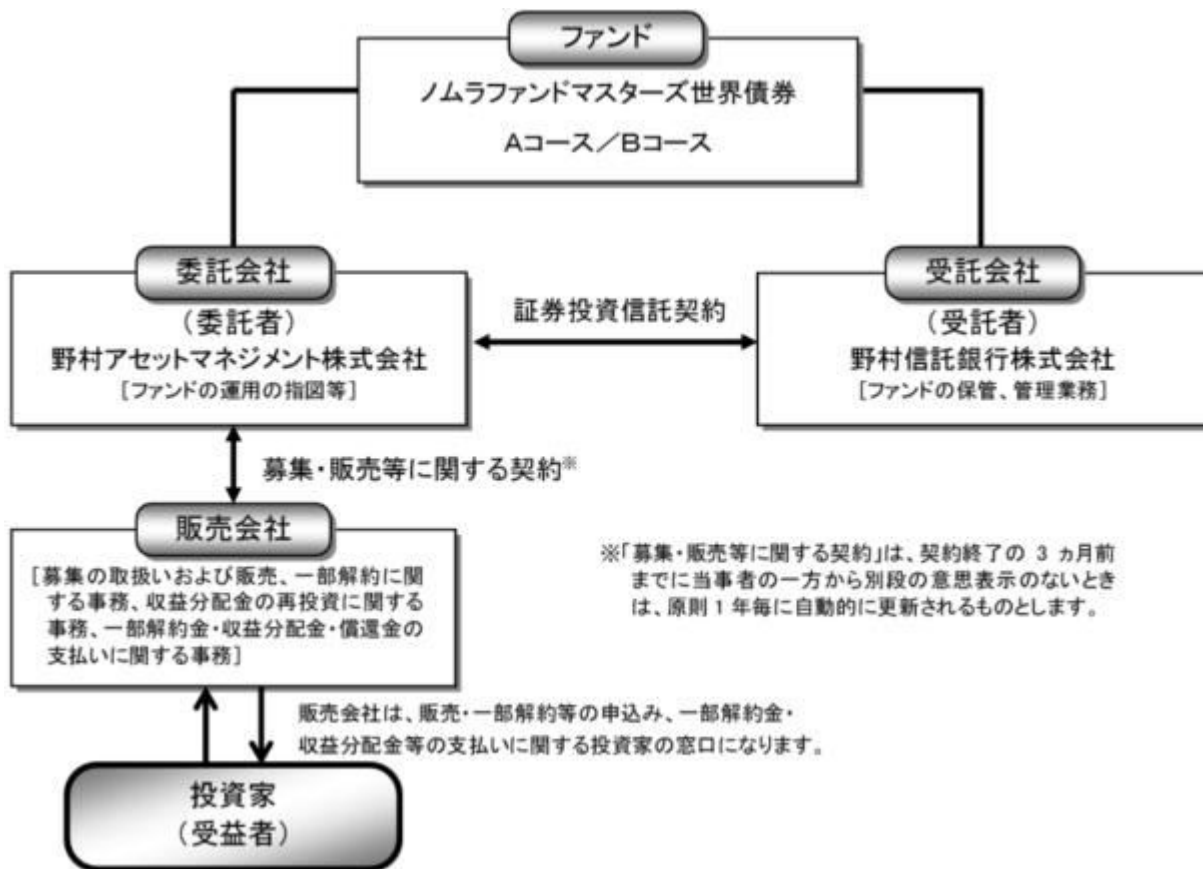 ファンド
ノムラファンドマスターズ世界債券
Aコース／Bコース
委託会社
（委託者）
野村アセットマネジメント株式会社
[ファンドの運用の指図等]
証券投資信託契約
受託会社
（受託者）
野村信託銀行株式会社
[ファンドの保管、管理業務]
募集・販売等に関する契約※
販売会社
[募集の取扱いおよび販売、一部解約に関
する事務、収益分配金の再投資に関する
事務、一部解約金・収益分配金・償還金の
支払いに関する事務]
※「募集・販売等に関する契約」は、契約終了の 3 ヵ月前
までに当事者の一方から別段の意思表示のないとき
は、原則 1 年毎に自動的に更新されるものとします。
販売会社は、販売・一部解約等の申込み、一部解約金・
収益分配金等の支払いに関する投資家の窓口になります。
投資家
（受益者）